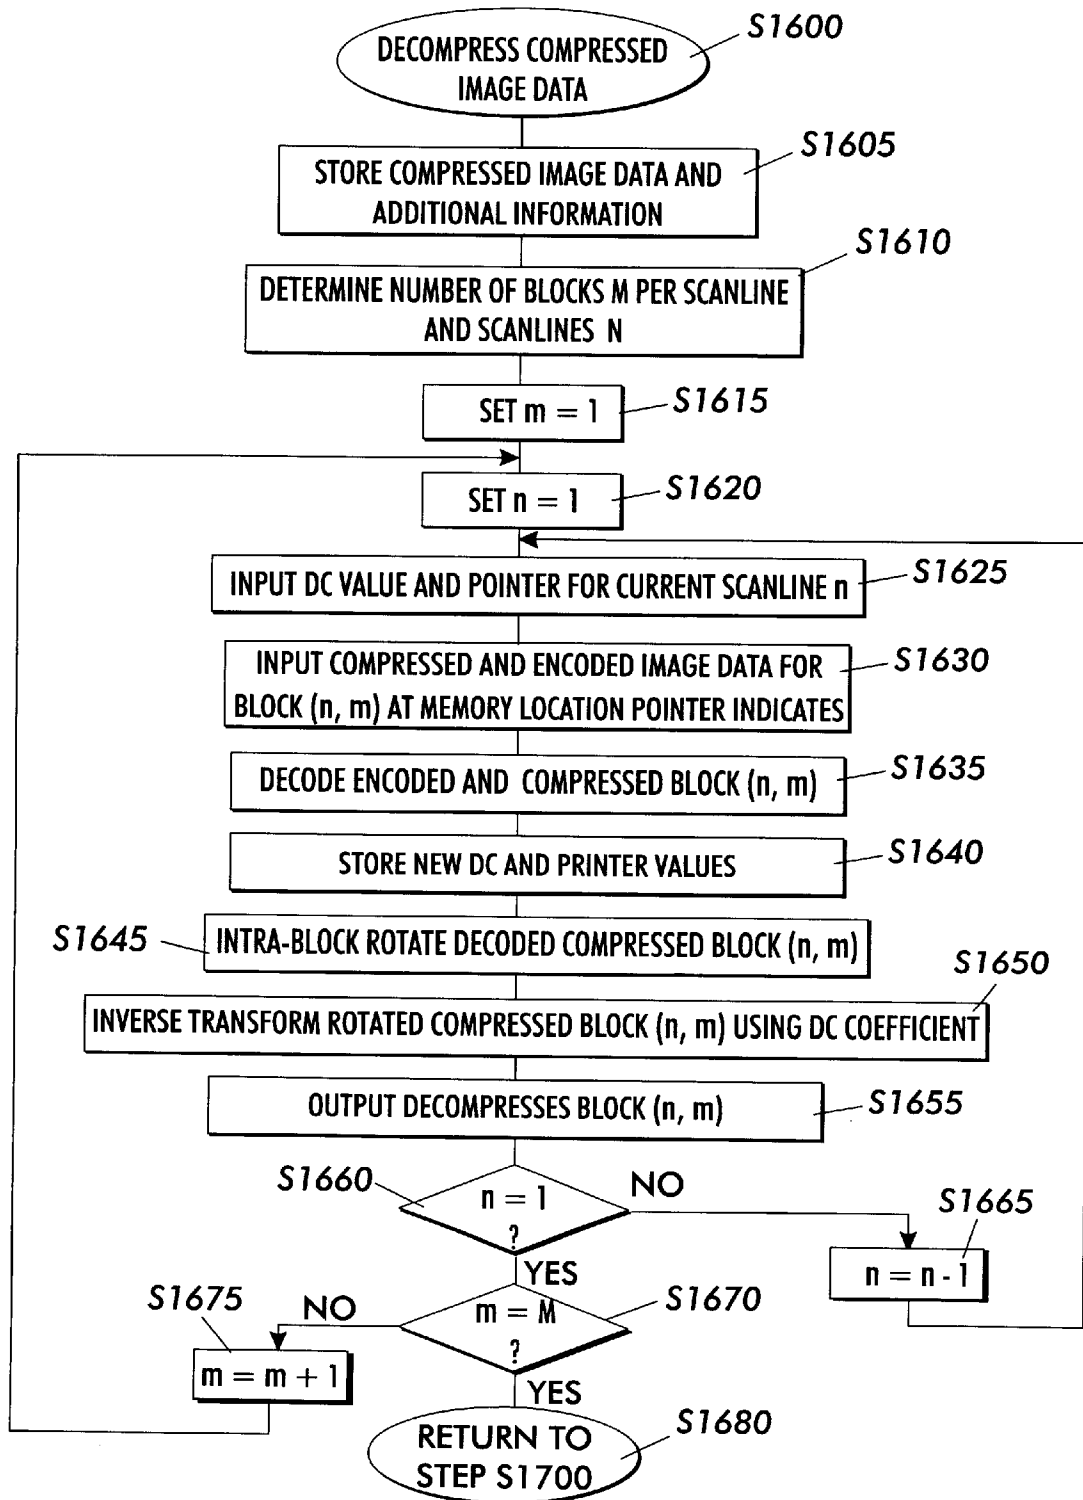 DECOMPRESS COMPRESSED
IMAGE DATA
S1600
STORE COMPRESSED IMAGE DATA AND
ADDITIONAL INFORMATION
S1605
DETERMINE NUMBER OF BLOCKS M PER SCANLINE
AND SCANLINES N
S1610
SET m = 1
S1615
SET n = 1
S1620
INPUT DC VALUE AND POINTER FOR CURRENT SCANLINE n
S1625
INPUT COMPRESSED AND ENCODED IMAGE DATA FOR
BLOCK (n, m) AT MEMORY LOCATION POINTER INDICATES
S1630
DECODE ENCODED AND COMPRESSED BLOCK (n, m)
S1635
STORE NEW DC AND PRINTER VALUES
S1640
S1645
INTRA-BLOCK ROTATE DECODED COMPRESSED BLOCK (n, m)
S1650
INVERSE TRANSFORM ROTATED COMPRESSED BLOCK (n, m) USING DC COEFFICIENT
OUTPUT DECOMPRESSES BLOCK (n, m)
S1655
S1660
n = 1
?
NO
S1665
n = n - 1
YES
S1670
m = M
?
NO
S1675
m = m + 1
YES
RETURN TO
STEP S1700
S1680